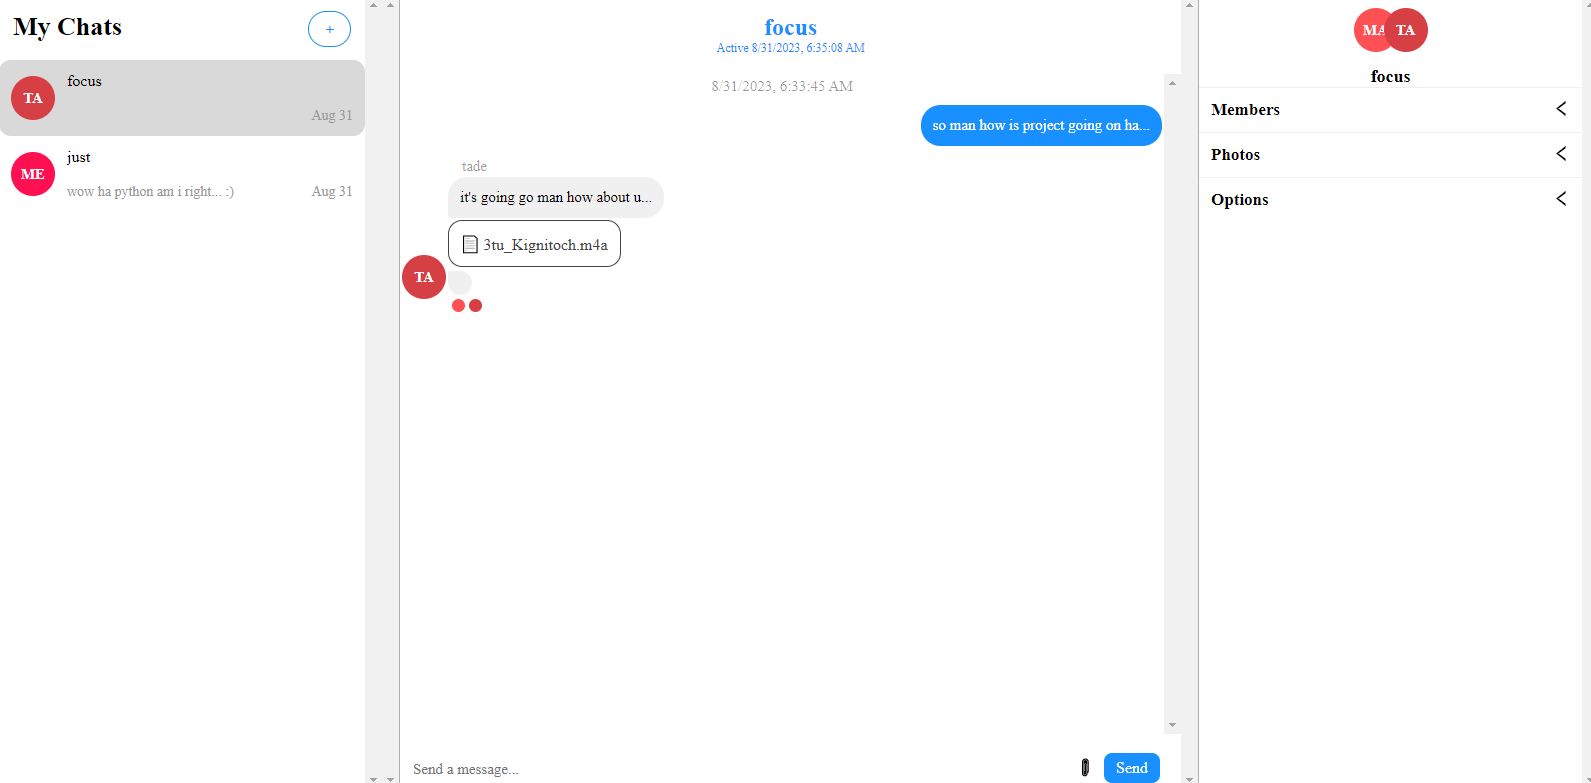 My Chats
+
TA
focus
Aug 31
ME
just
wow ha python am i right... :)
Aug 31
focus
Active 8/31/2023, 6:35:08 AM
8/31/2023, 6:33:45 AM
so man how is project going on ha...
tade
it's going go man how about u...
3tu_Kignitoch.m4a
TA
Send a message...
Send
MA
TA
focus
Members
Photos
Options